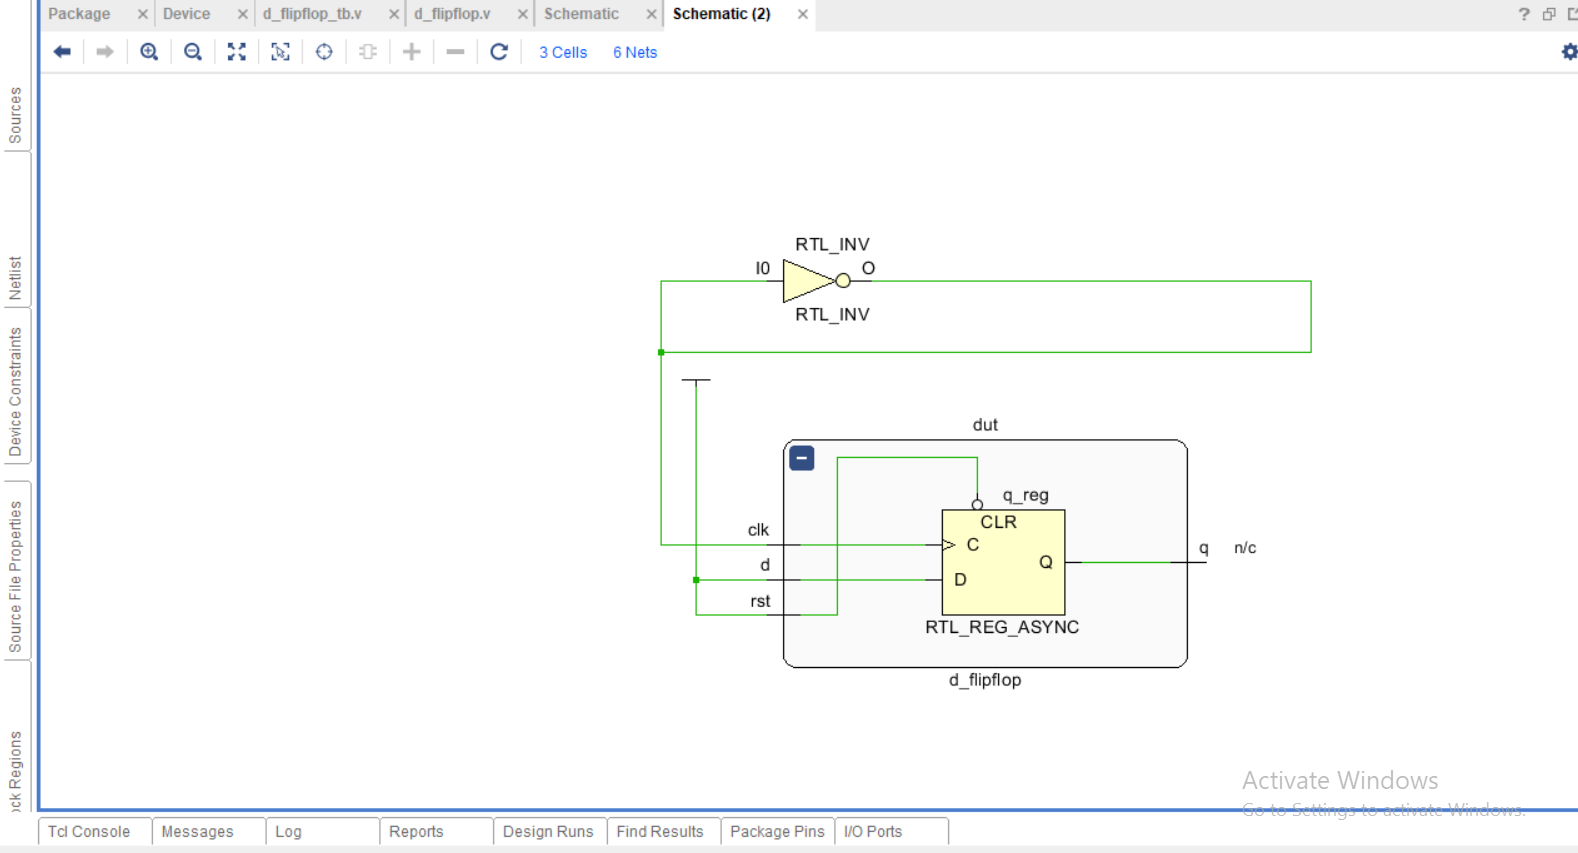 Package
Device
d_flipflop_tb.v
d_flipflop.v
Schematic
Schematic (2)
?
3 Cells
6 Nets
Sources
Netlist
Device Constraints
Source File Properties
RTL_INV
I0
O
RTL_INV
dut
q_reg
CLR
clk
C
q
n/c
Q
d
D
rst
RTL_REG_ASYNC
d_flipflop
Regions
Activate Windows
Go to Settings to activate Windows.
Tcl Console
Messages
Log
Reports
Design Runs
Find Results
Package Pins
I/O Ports